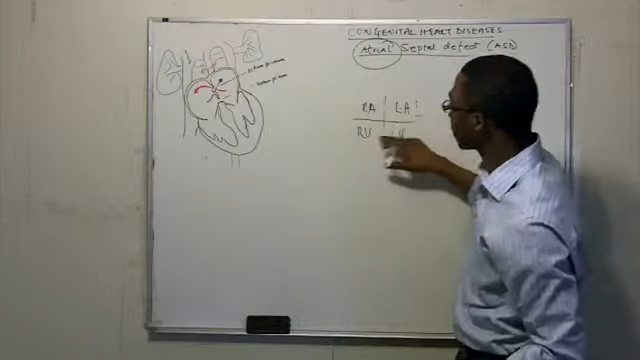 CONGENITAL HEART DISEASES
Atrial Septal defect (ASD)
RA LA
RV